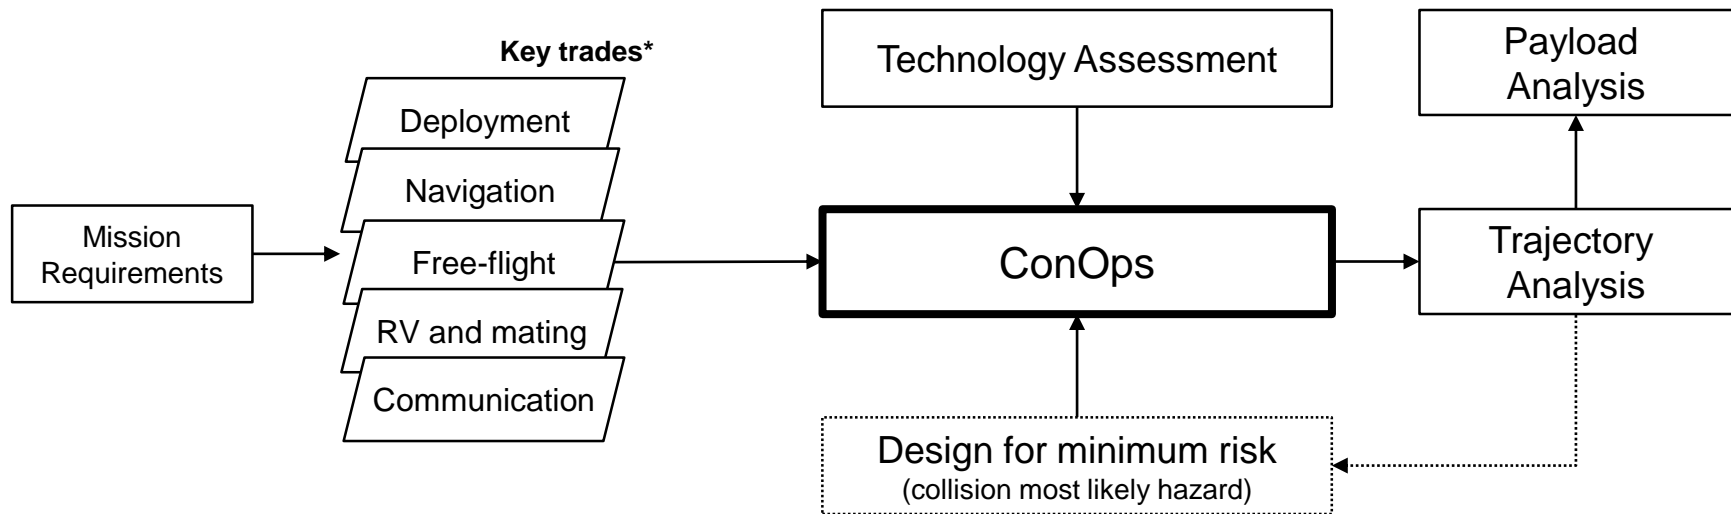 Key trades*
Deployment
Navigation
Free-flight
RV and mating
Communication
Mission
Requirements
Technology Assessment
ConOps
Design for minimum risk
(collision most likely hazard)
Payload
Analysis
Trajectory
Analysis